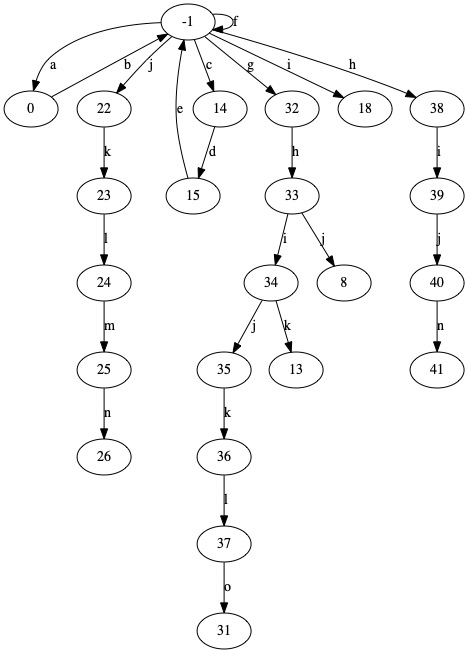 -1 f
a b j c g i h
0 22 14 32 18 38
k e d h i
23 15 33 39
l i j j
24 34 8 40
m j k n
25 35 13 41
n k
26 36
l
37
o
31